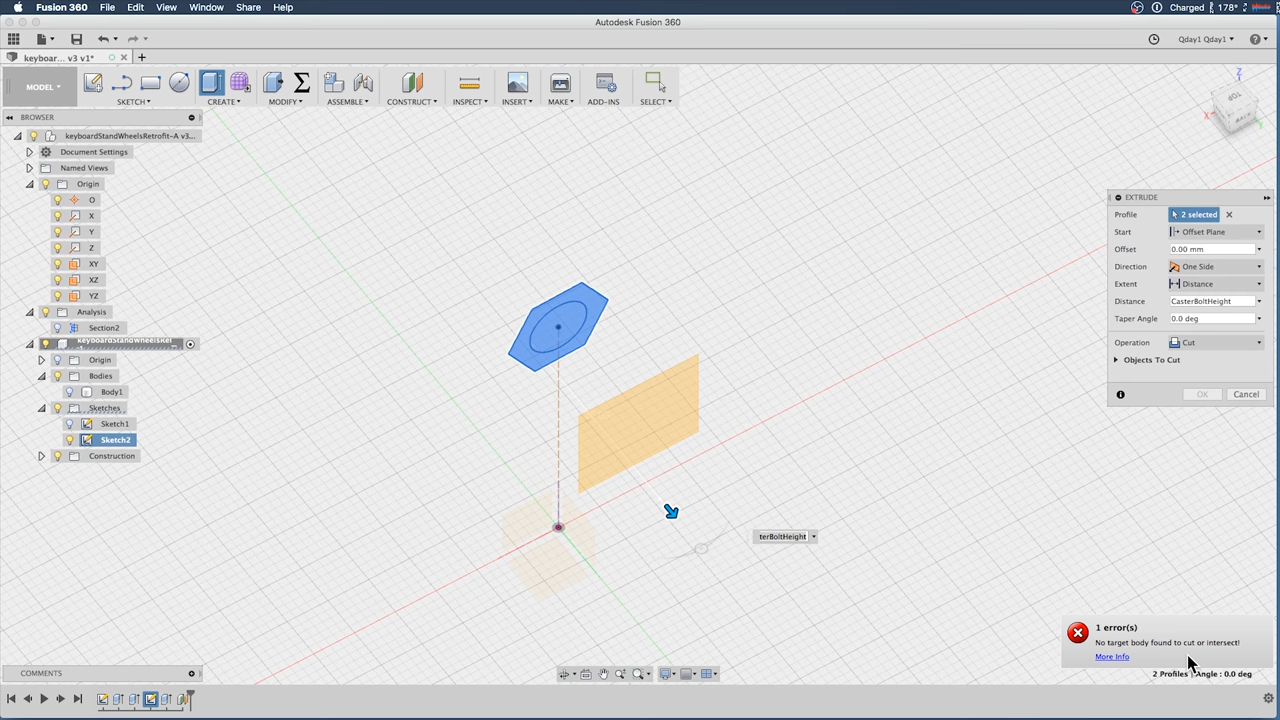 Fusion 360 File Edit View Window Share Help Charged 178°
Autodesk Fusion 360
Qday1 Qday1
keyboar... v3 v1*
MODEL
SKETCH CREATE MODIFY ASSEMBLE CONSTRUCT INSPECT INSERT MAKE ADD-INS SELECT
BROWSER
keyboardStandWheelsRetrofit-A v3...
Document Settings
Named Views
Origin
O
X
Y
Z
XY
XZ
YZ
Analysis
Section2
keyboardStandWheelsRet
Origin
Bodies
Body1
Sketches
Sketch1
Sketch2
Construction
Z
X
Y
TOP
BACK
EXTRUDE
Profile 2 selected
Start Offset Plane
Offset 0.00 mm
Direction One Side
Extent Distance
Distance CasterBoltHeight
Taper Angle 0.0 deg
Operation Cut
Objects To Cut
OK Cancel
terBoltHeight
1 error(s)
No target body found to cut or intersect!
More Info
2 Profiles | Angle : 0.0 deg
COMMENTS